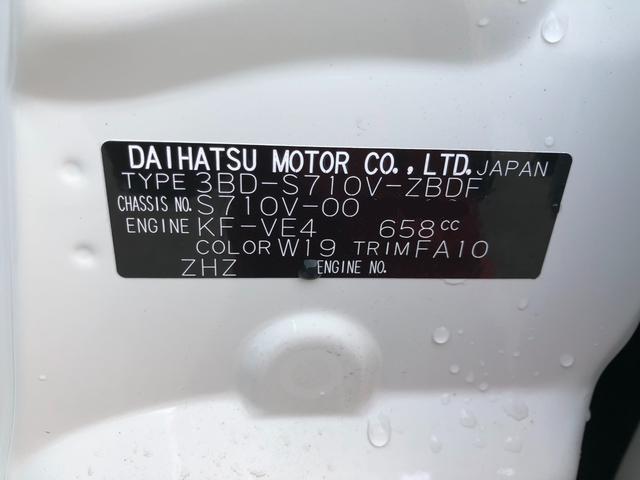 DAIHATSU MOTOR CO.,LTD. JAPAN
TYPE 3BD-S710V-ZBDF
CHASSIS NO. S710V-00
ENGINE KF-VE4 658cc
COLOR W19 TRIM FA10
ZHZ ENGINE NO.